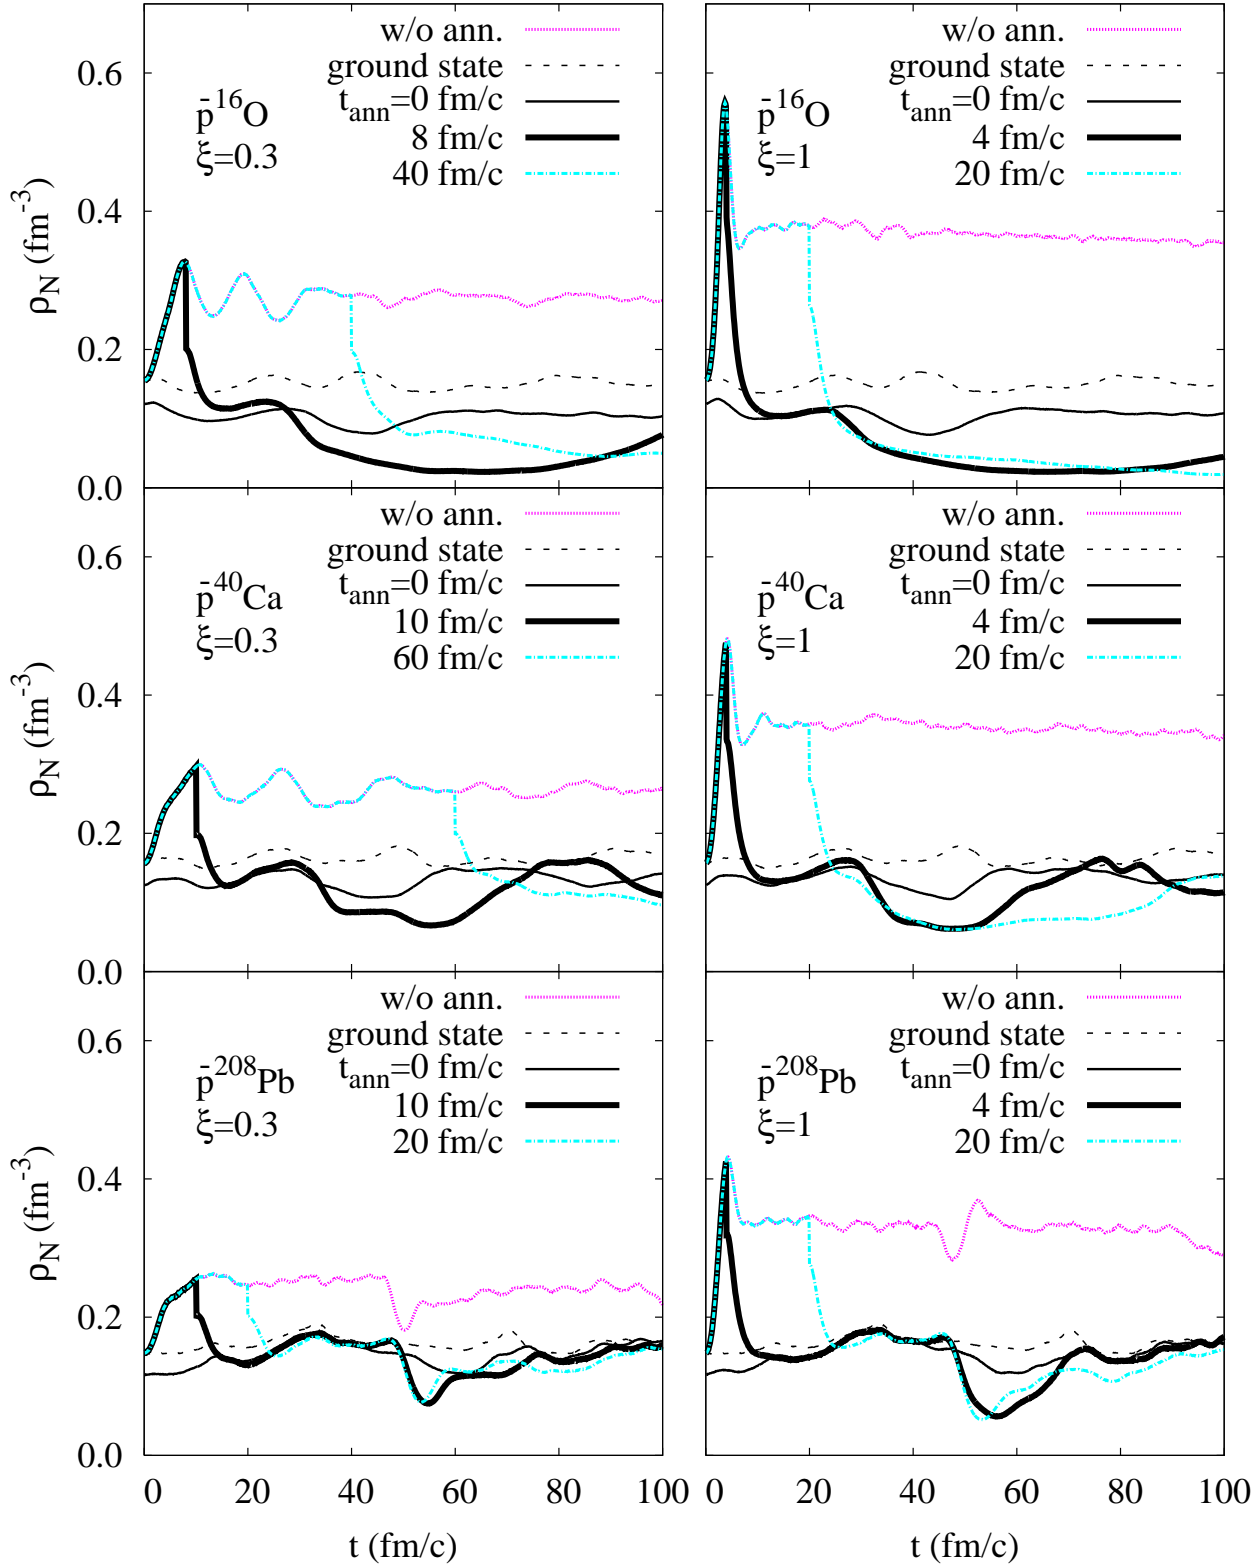 w/o ann.
ground state
t_ann=0 fm/c
8 fm/c
40 fm/c
p̄-¹⁶O
ξ=0.3
0.6
0.4
0.2
0.0
ρ_N (fm⁻³)
w/o ann.
ground state
t_ann=0 fm/c
4 fm/c
20 fm/c
p̄-¹⁶O
ξ=1
w/o ann.
ground state
t_ann=0 fm/c
10 fm/c
60 fm/c
p̄-⁴⁰Ca
ξ=0.3
0.6
0.4
0.2
0.0
ρ_N (fm⁻³)
w/o ann.
ground state
t_ann=0 fm/c
4 fm/c
20 fm/c
p̄-⁴⁰Ca
ξ=1
w/o ann.
ground state
t_ann=0 fm/c
10 fm/c
20 fm/c
p̄-²⁰⁸Pb
ξ=0.3
0.6
0.4
0.2
0.0
ρ_N (fm⁻³)
0 20 40 60 80 100
t (fm/c)
w/o ann.
ground state
t_ann=0 fm/c
4 fm/c
20 fm/c
p̄-²⁰⁸Pb
ξ=1
0 20 40 60 80 100
t (fm/c)